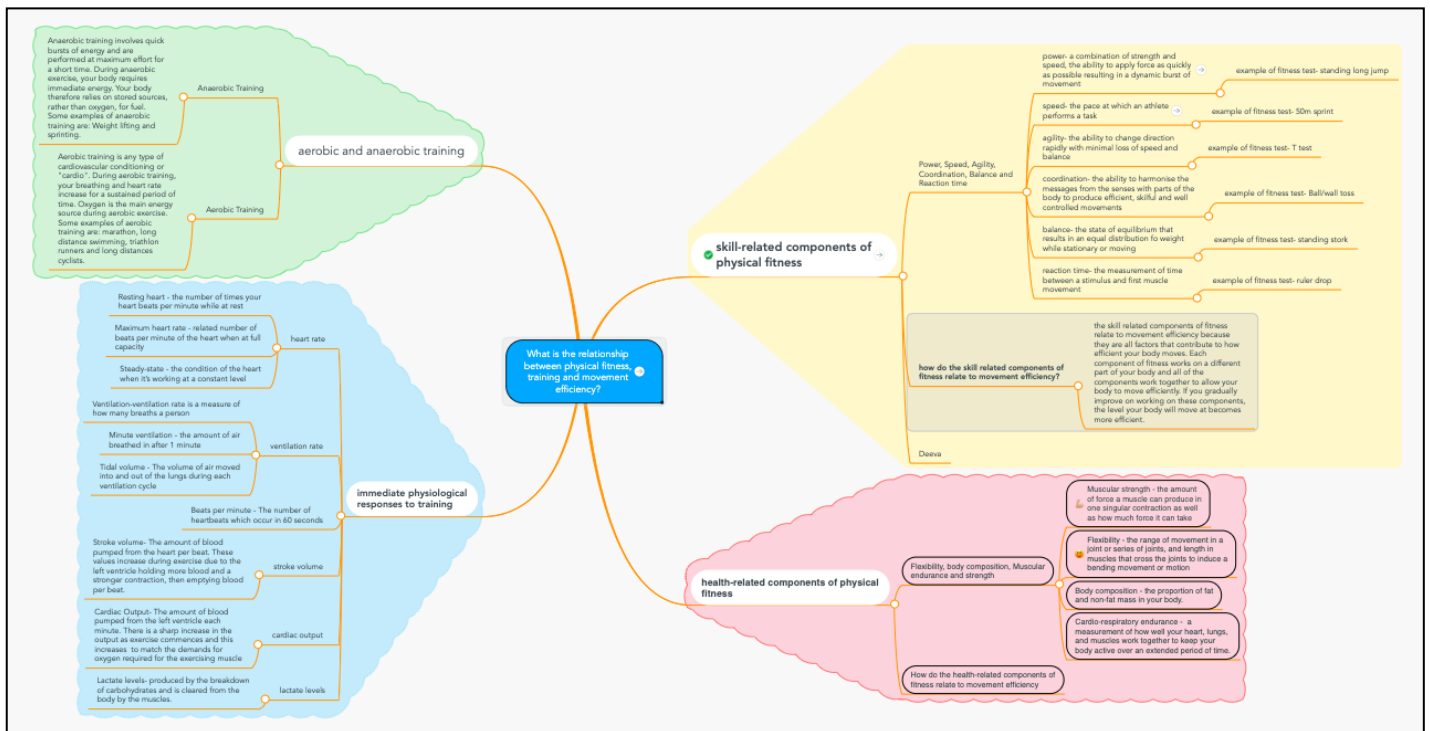 Anaerobic training involves quick
bursts of energy and are
performed at maximum effort for
a short time. During anaerobic
exercise, your body requires
immediate energy. Your body
therefore relies on stored sources,
rather than oxygen, for fuel.
Some examples of anaerobic
training are: Weight lifting and
sprinting.
Anaerobic Training
aerobic and anaerobic training
Aerobic training is any type of
cardiovascular conditioning or
"cardio". During aerobic training,
your breathing and heart rate
increase for a sustained period of
time. Oxygen is the main energy
source during aerobic exercise.
Some examples of aerobic
training are: marathon, long
distance swimming, triathlon
runners and long distances
cyclists.
Aerobic Training
Resting heart - the number of times your
heart beats per minute while at rest
Maximum heart rate - related number of
beats per minute of the heart when at full
capacity
Steady-state - the condition of the heart
when it's working at a constant level
heart rate
Ventilation-ventilation rate is a measure of
how many breaths a person
Minute ventilation - the amount of air
breathed in after 1 minute
Tidal volume - The volume of air moved
into and out of the lungs during each
ventilation cycle
ventilation rate
immediate physiological
responses to training
Beats per minute - The number of
heartbeats which occur in 60 seconds
Stroke volume- The amount of blood
pumped from the heart per beat. These
values increase during exercise due to the
left ventricle holding more blood and a
stronger contraction, then emptying blood
per beat.
stroke volume
Cardiac Output- The amount of blood
pumped from the left ventricle each
minute. There is a sharp increase in the
output as exercise commences and this
increases to match the demands for
oxygen required for the exercising muscle
cardiac output
Lactate levels- produced by the breakdown
of carbohydrates and is cleared from the
body by the muscles.
lactate levels
What is the relationship
between physical fitness,
training and movement
efficiency?
skill-related components of
physical fitness
Power, Speed, Agility,
Coordination, Balance and
Reaction time
power- a combination of strength and
speed, the ability to apply force as quickly
as possible resulting in a dynamic burst of
movement
example of fitness test- standing long jump
speed- the pace at which an athlete
performs a task
example of fitness test- 50m sprint
agility- the ability to change direction
rapidly with minimal loss of speed and
balance
example of fitness test- T test
coordination- the ability to harmonise the
messages from the senses with parts of the
body to produce efficient, skilful and well
controlled movements
example of fitness test- Ball/wall toss
balance- the state of equilibrium that
results in an equal distribution fo weight
while stationary or moving
example of fitness test- standing stork
reaction time- the measurement of time
between a stimulus and first muscle
movement
example of fitness test- ruler drop
how do the skill related components of
fitness relate to movement efficiency?
the skill related components of fitness
relate to movement efficiency because
they are all factors that contribute to how
efficient your body moves. Each
component of fitness works on a different
part of your body and all of the
components work together to allow your
body to move efficiently. If you gradually
improve on working on these components,
the level your body will move at becomes
more efficient.
Deeva
health-related components of physical
fitness
Flexibility, body composition, Muscular
endurance and strength
Muscular strength - the amount
of force a muscle can produce in
one singular contraction as well
as how much force it can take
Flexibility - the range of movement in a
joint or series of joints, and length in
muscles that cross the joints to induce a
bending movement or motion
Body composition - the proportion of fat
and non-fat mass in your body.
Cardio-respiratory endurance - a
measurement of how well your heart, lungs,
and muscles work together to keep your
body active over an extended period of time.
How do the health-related components of
fitness relate to movement efficiency